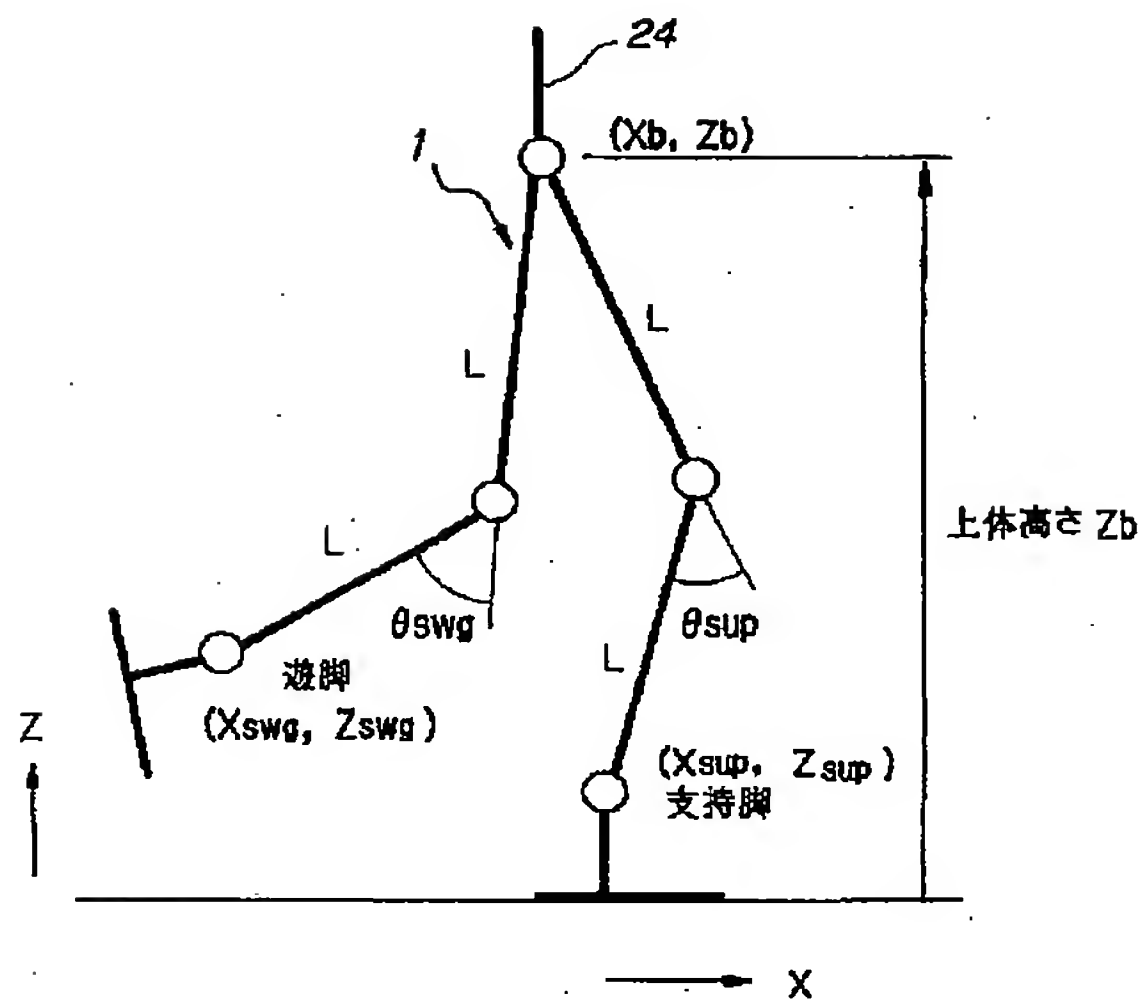 24
1
(Xb, Zb)
L
L
上体高さ Zb
L
θswg
θsup
L
遊脚
(Xswg, Zswg)
Z
(Xsup, Zsup)
支持脚
X